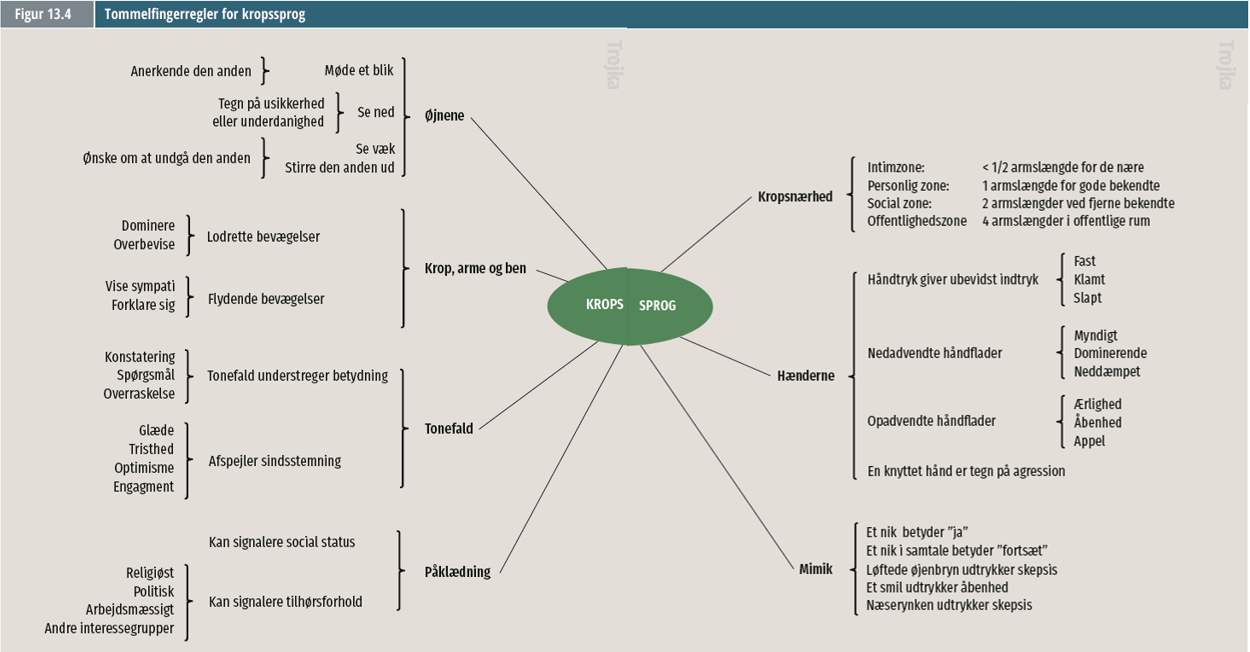 Figur 13.4
Tommelfingerregler for kropssprog
Trojka
Trojka
Anerkende den anden
Møde et blik
Tegn på usikkerhed
eller underdanighed
Se ned
Øjnene
Ønske om at undgå den anden
Se væk
Stirre den anden ud
Dominere
Overbevise
Lodrette bevægelser
Krop, arme og ben
Vise sympati
Forklare sig
Flydende bevægelser
Konstatering
Spørgsmål
Overraskelse
Tonefald understreger betydning
Tonefald
Glæde
Tristhed
Optimisme
Engagment
Afspejler sindsstemning
Kan signalere social status
Påklædning
Religiøst
Politisk
Arbejdsmæssigt
Andre interessegrupper
Kan signalere tilhørsforhold
KROPS SPROG
Kropsnærhed
Intimzone: < 1/2 armslængde for de nære
Personlig zone: 1 armslængde for gode bekendte
Social zone: 2 armslængder ved fjerne bekendte
Offentlighedszone 4 armslængder i offentlige rum
Hænderne
Håndtryk giver ubevidst indtryk
Fast
Klamt
Slapt
Nedadvendte håndflader
Myndigt
Dominerende
Neddæmpet
Opadvendte håndflader
Ærlighed
Åbenhed
Appel
En knyttet hånd er tegn på agression
Mimik
Et nik betyder ”ja”
Et nik i samtale betyder ”fortsæt”
Løftede øjenbryn udtrykker skepsis
Et smil udtrykker åbenhed
Næserynken udtrykker skepsis